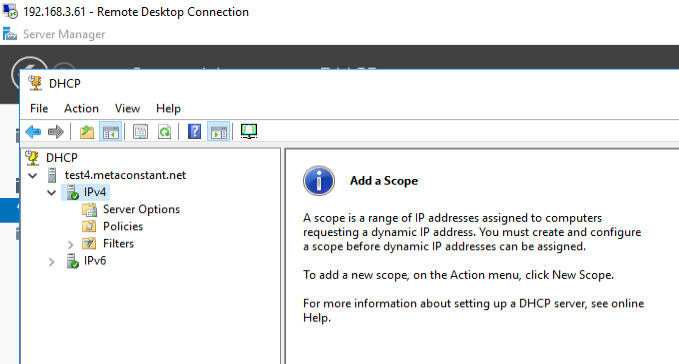 192.168.3.61 - Remote Desktop Connection
Server Manager
DHCP
File Action View Help
DHCP
test4.metaconstant.net
IPv4
Server Options
Policies
Filters
IPv6
Add a Scope
A scope is a range of IP addresses assigned to computers
requesting a dynamic IP address. You must create and configure
a scope before dynamic IP addresses can be assigned.
To add a new scope, on the Action menu, click New Scope.
For more information about setting up a DHCP server, see online
Help.